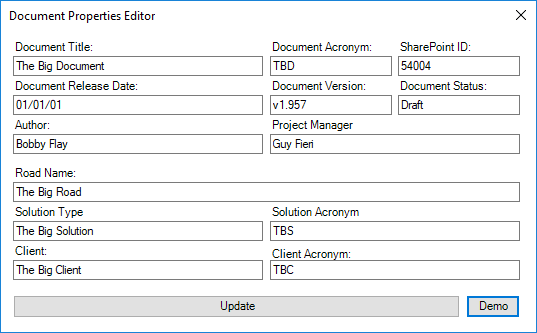 Document Properties Editor
Document Title: Document Acronym: SharePoint ID:
The Big Document TBD 54004
Document Release Date: Document Version: Document Status:
01/01/01 v1.957 Draft
Author: Project Manager
Bobby Flay Guy Fieri
Road Name:
The Big Road
Solution Type Solution Acronym
The Big Solution TBS
Client: Client Acronym:
The Big Client TBC
Update Demo